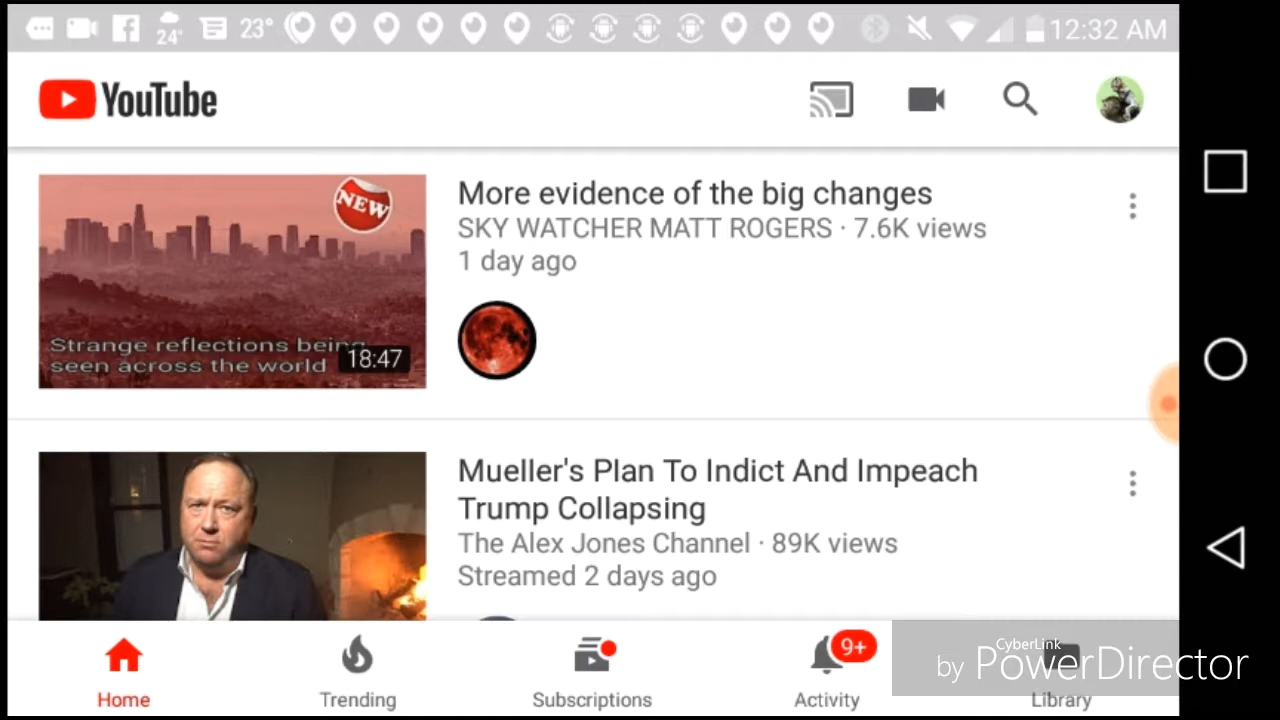 24° 23° 12:32 AM
YouTube
NEW
Strange reflections being
seen across the world
18:47
More evidence of the big changes
SKY WATCHER MATT ROGERS · 7.6K views
1 day ago
Mueller's Plan To Indict And Impeach
Trump Collapsing
The Alex Jones Channel · 89K views
Streamed 2 days ago
Home
Trending
Subscriptions
9+
Activity
Library
CyberLink
by PowerDirector